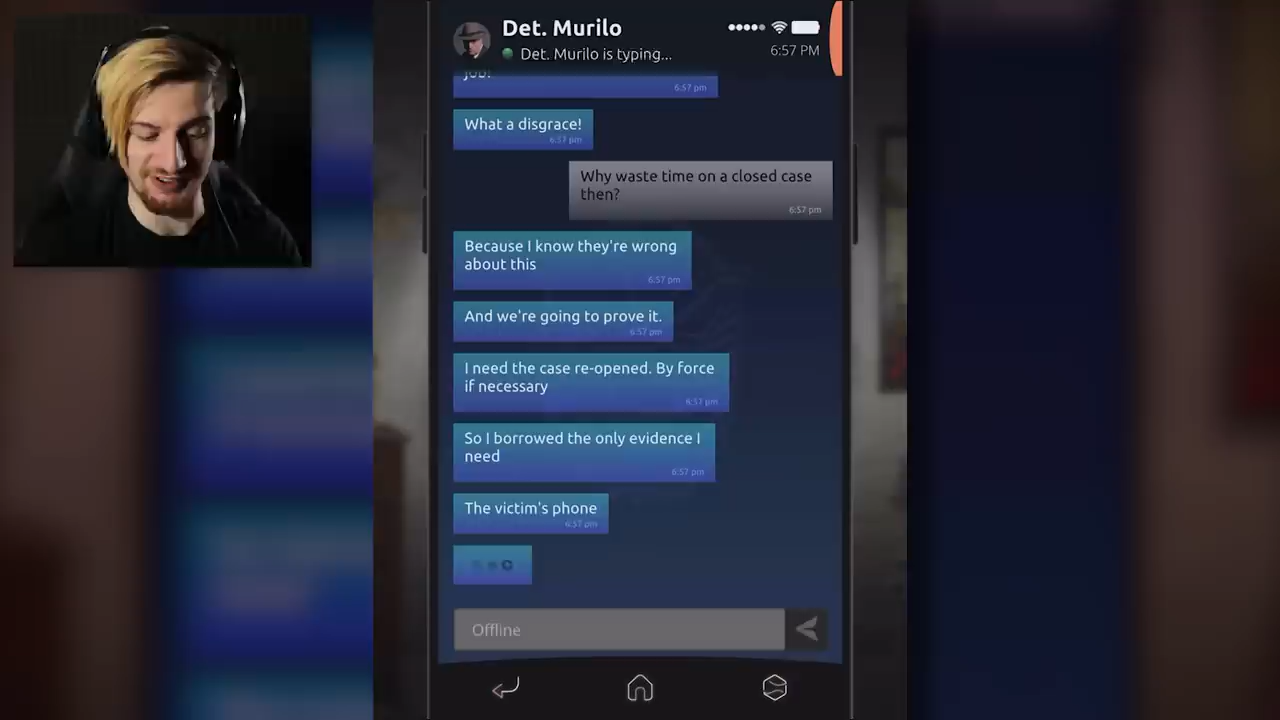 Det. Murilo
Det. Murilo is typing...
6:57 PM
job!
6:57 pm
What a disgrace!
6:57 pm
Why waste time on a closed case
then?
6:57 pm
Because I know they're wrong
about this
6:57 pm
And we're going to prove it.
6:57 pm
I need the case re-opened. By force
if necessary
6:57 pm
So I borrowed the only evidence I
need
6:57 pm
The victim's phone
6:57 pm
Offline